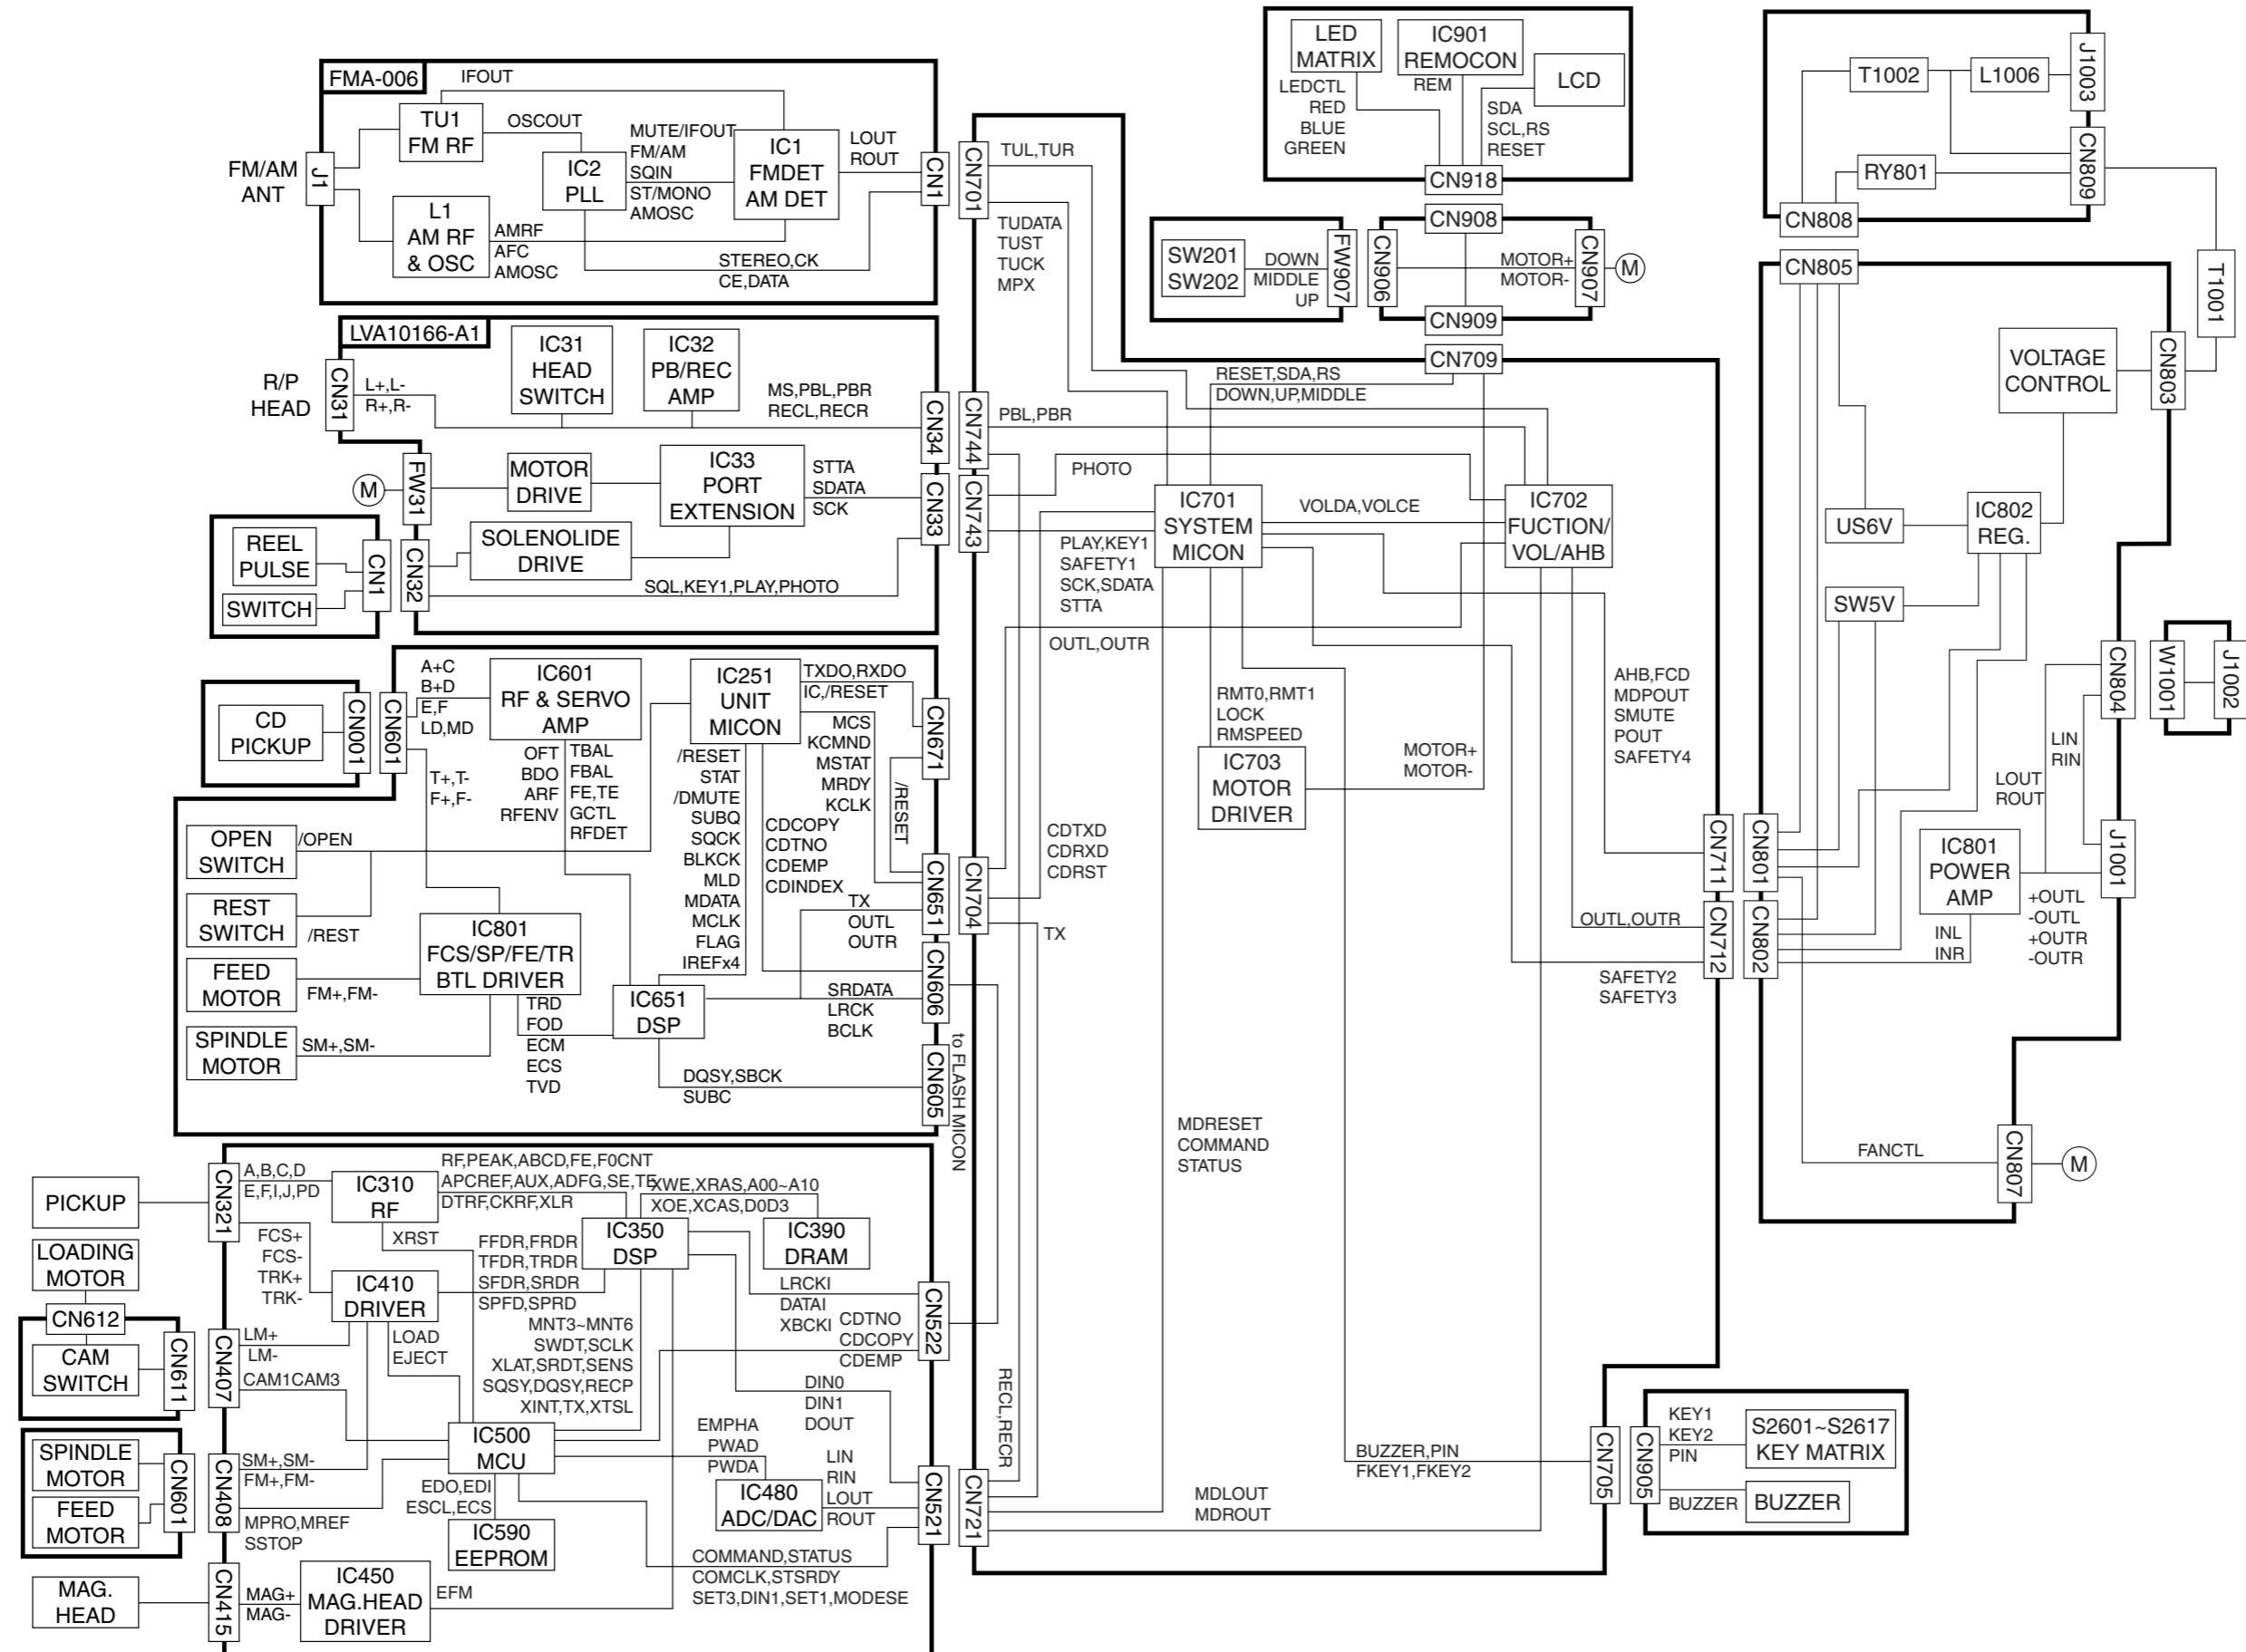 FMA-006
IFOUT
TU1
FM RF
OSCOUT
MUTE/IFOUT
FM/AM
SQIN
ST/MONO
AMOSC
IC2
PLL
IC1
FMDET
AM DET
LOUT
ROUT
CN1
FM/AM
ANT
J1
L1
AM RF
& OSC
AMRF
AFC
AMOSC
STEREO,CK
CE,DATA
LVA10166-A1
R/P
HEAD
CN31
L+,L-
R+,R-
IC31
HEAD
SWITCH
IC32
PB/REC
AMP
MS,PBL,PBR
RECL,RECR
CN34
M
FW31
MOTOR
DRIVE
IC33
PORT
EXTENSION
STTA
SDATA
SCK
CN33
REEL
PULSE
SWITCH
CN1
CN32
SOLENOLIDE
DRIVE
SQL,KEY1,PLAY,PHOTO
CD
PICKUP
CN001
CN601
A+C
B+D
E,F
LD,MD
T+,T-
F+,F-
IC601
RF & SERVO
AMP
OFT
BDO
ARF
RFENV
TBAL
FBAL
FE,TE
GCTL
RFDET
IC251
UNIT
MICON
TXDO,RXDO
IC,/RESET
CN671
MCS
KCMND
MSTAT
MRDY
KCLK
/RESET
/RESET
STAT
/DMUTE
SUBQ
SQCK
BLKCK
MLD
MDATA
MCLK
FLAG
IREFx4
CDCOPY
CDTNO
CDEMP
CDINDEX
TX
OUTL
OUTR
CN651
OPEN
SWITCH
/OPEN
REST
SWITCH
/REST
FEED
MOTOR
FM+,FM-
SPINDLE
MOTOR
SM+,SM-
IC801
FCS/SP/FE/TR
BTL DRIVER
TRD
FOD
ECM
ECS
TVD
IC651
DSP
SRDATA
LRCK
BCLK
CN606
DQSY,SBCK
SUBC
CN605
to FLASH MICON
PICKUP
CN321
A,B,C,D
E,F,I,J,PD
IC310
RF
RF,PEAK,ABCD,FE,F0CNT
APCREF,AUX,ADFG,SE,TE
DTRF,CKRF,XLR
XWE,XRAS,A00~A10
XOE,XCAS,D0D3
XRST
IC350
DSP
IC390
DRAM
LOADING
MOTOR
FCS+
FCS-
TRK+
TRK-
IC410
DRIVER
FFDR,FRDR
TFDR,TRDR
SFDR,SRDR
SPFD,SPRD
LRCKI
DATAI
XBCKI
CDTNO
CDCOPY
CDEMP
CN522
CN612
CAM
SWITCH
CN611
CN407
LM+
LM-
CAM1CAM3
LOAD
EJECT
MNT3~MNT6
SWDT,SCLK
XLAT,SRDT,SENS
SQSY,DQSY,RECP
XINT,TX,XTSL
DIN0
DIN1
DOUT
SPINDLE
MOTOR
FEED
MOTOR
CN601
CN408
SM+,SM-
FM+,FM-
MPRO,MREF
SSTOP
IC500
MCU
EMPHA
PWAD
PWDA
EDO,EDI
ESCL,ECS
IC590
EEPROM
IC480
ADC/DAC
LIN
RIN
LOUT
ROUT
CN521
COMMAND,STATUS
COMCLK,STSRDY
SET3,DIN1,SET1,MODESE
MAG.
HEAD
CN415
MAG+
MAG-
IC450
MAG.HEAD
DRIVER
EFM
CN701
TUL,TUR
TUDATA
TUST
TUCK
MPX
CN744
PBL,PBR
CN743
PHOTO
PLAY,KEY1
SAFETY1
SCK,SDATA
STTA
OUTL,OUTR
CN704
CDTXD
CDRXD
CDRST
TX
RECL,RECR
CN721
MDRESET
COMMAND
STATUS
MDLOUT
MDROUT
LED
MATRIX
IC901
REMOCON
LCD
LEDCTL
RED
BLUE
GREEN
REM
SDA
SCL,RS
RESET
CN918
SW201
SW202
DOWN
MIDDLE
UP
FW907
CN906
CN908
MOTOR+
MOTOR-
CN907
M
CN909
CN709
RESET,SDA,RS
DOWN,UP,MIDDLE
IC701
SYSTEM
MICON
VOLDA,VOLCE
IC702
FUCTION/
VOL/AHB
RMT0,RMT1
LOCK
RMSPEED
IC703
MOTOR
DRIVER
MOTOR+
MOTOR-
AHB,FCD
MDPOUT
SMUTE
POUT
SAFETY4
CN711
OUTL,OUTR
CN712
SAFETY2
SAFETY3
BUZZER,PIN
FKEY1,FKEY2
CN705
CN905
KEY1
KEY2
PIN
S2601~S2617
KEY MATRIX
BUZZER
BUZZER
T1002
L1006
J1003
RY801
CN809
CN808
T1001
CN805
VOLTAGE
CONTROL
CN803
US6V
IC802
REG.
SW5V
CN804
W1001
J1002
LIN
RIN
LOUT
ROUT
CN801
CN802
IC801
POWER
AMP
J1001
+OUTL
-OUTL
+OUTR
-OUTR
INL
INR
FANCTL
CN807
M